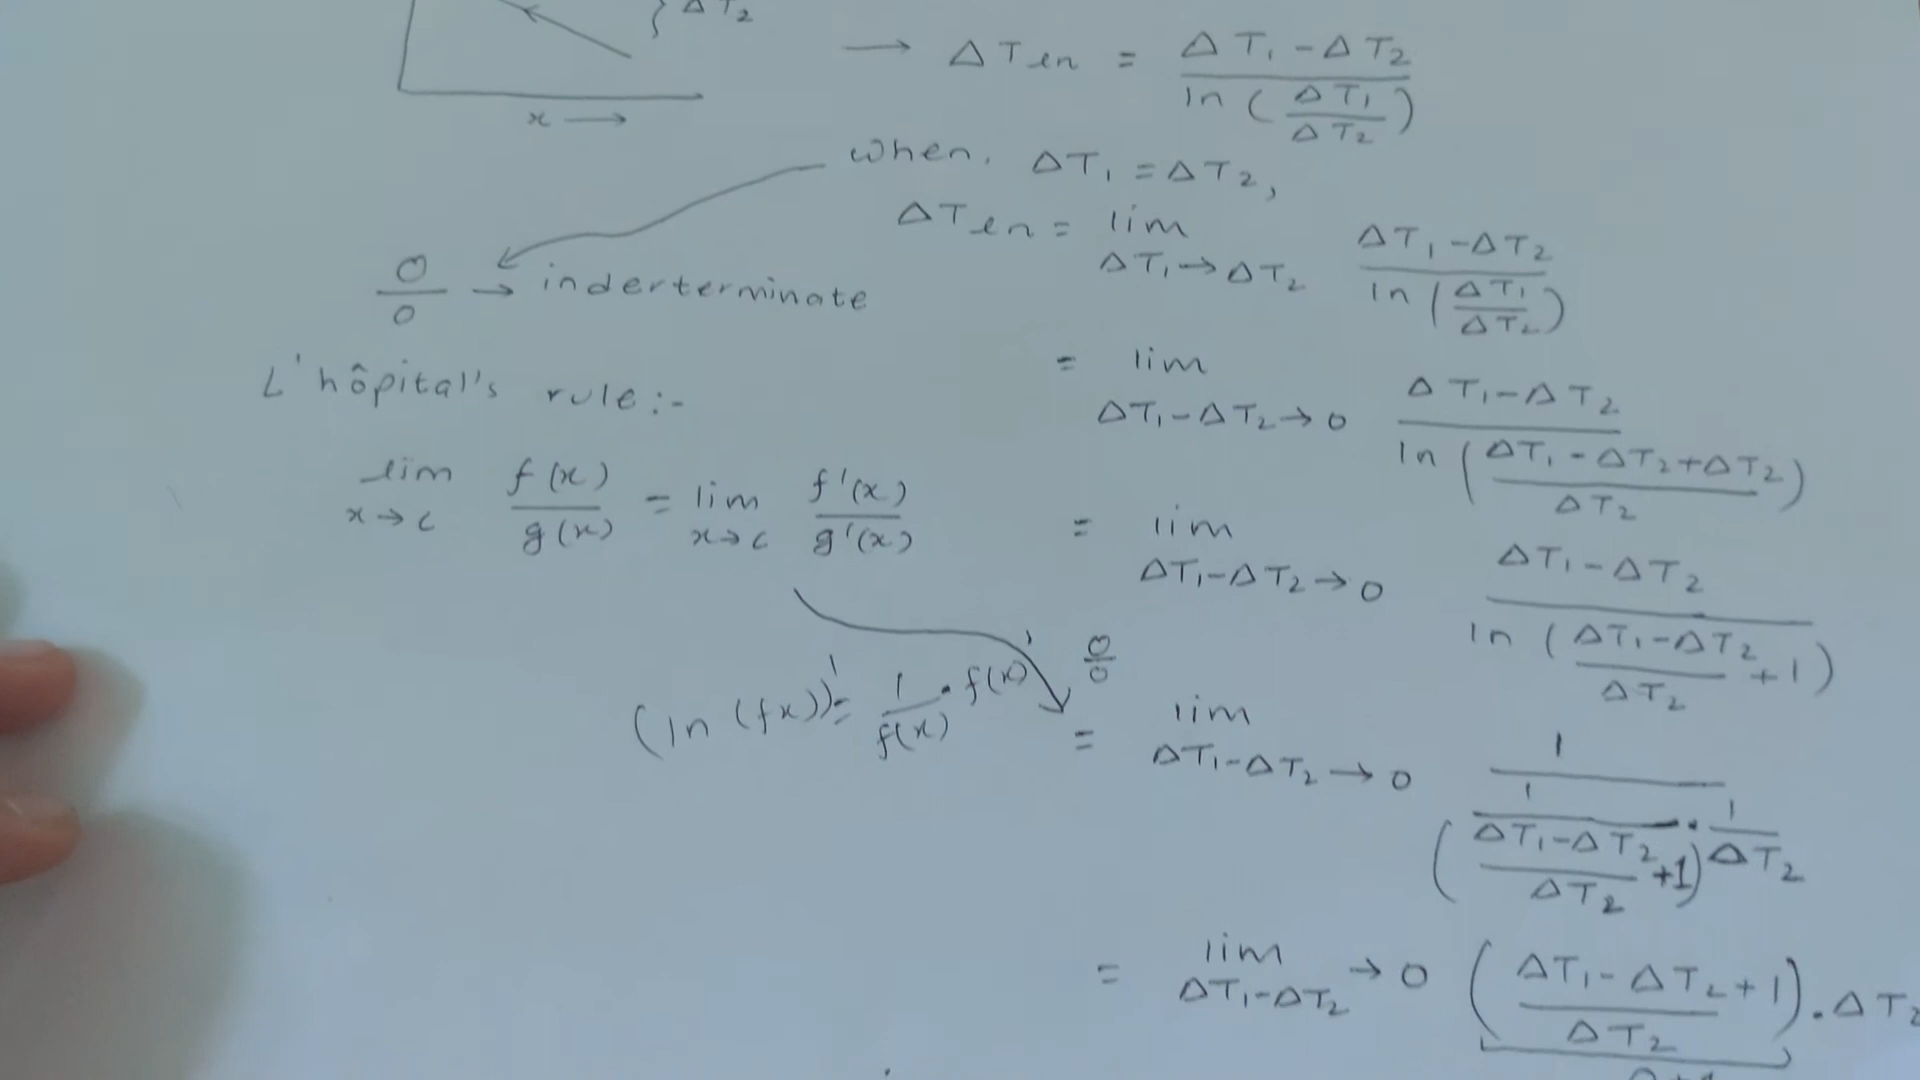 } ΔT₂
x →
→ ΔTln = (ΔT₁ - ΔT₂) / ln (ΔT₁ / ΔT₂)
when, ΔT₁ = ΔT₂,
ΔTln = lim ΔT₁→ΔT₂ (ΔT₁ - ΔT₂) / ln (ΔT₁ / ΔT₂)
0/0 → inderterminate
= lim ΔT₁-ΔT₂→0 (ΔT₁ - ΔT₂) / ln ((ΔT₁ - ΔT₂ + ΔT₂) / ΔT₂)
L'hôpital's rule :-
lim x→c f(x)/g(x) = lim x→c f'(x)/g'(x)
= lim ΔT₁-ΔT₂→0 (ΔT₁ - ΔT₂) / ln ((ΔT₁ - ΔT₂)/ΔT₂ + 1)
0/0
(ln (fx))' = 1/f(x) · f(x)'
= lim ΔT₁-ΔT₂→0 1 / (1/((ΔT₁ - ΔT₂)/ΔT₂ + 1) · 1/ΔT₂)
= lim ΔT₁-ΔT₂→0 ((ΔT₁ - ΔT₂)/ΔT₂ + 1) · ΔT₂